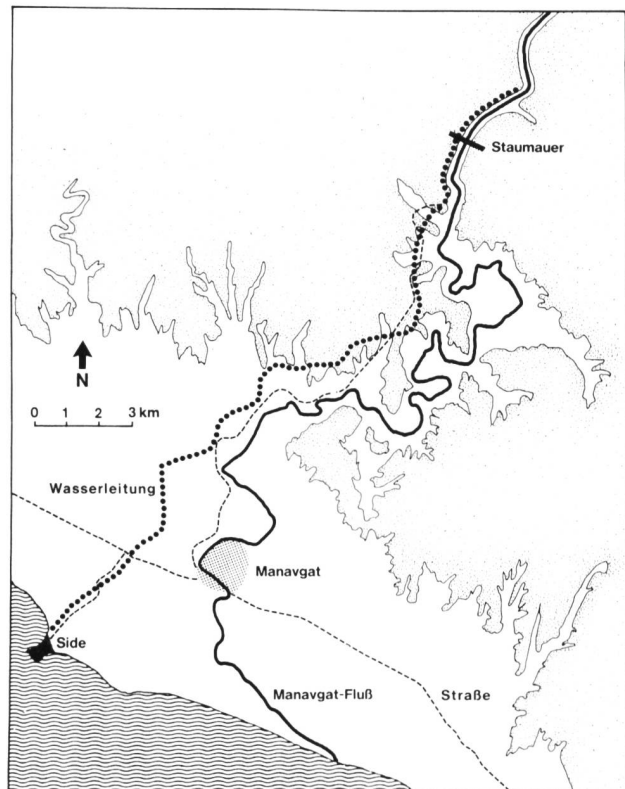 Staumauer
N
0 1 2 3 km
Wasserleitung
Manavgat
Side
Manavgat-Fluß
Straße